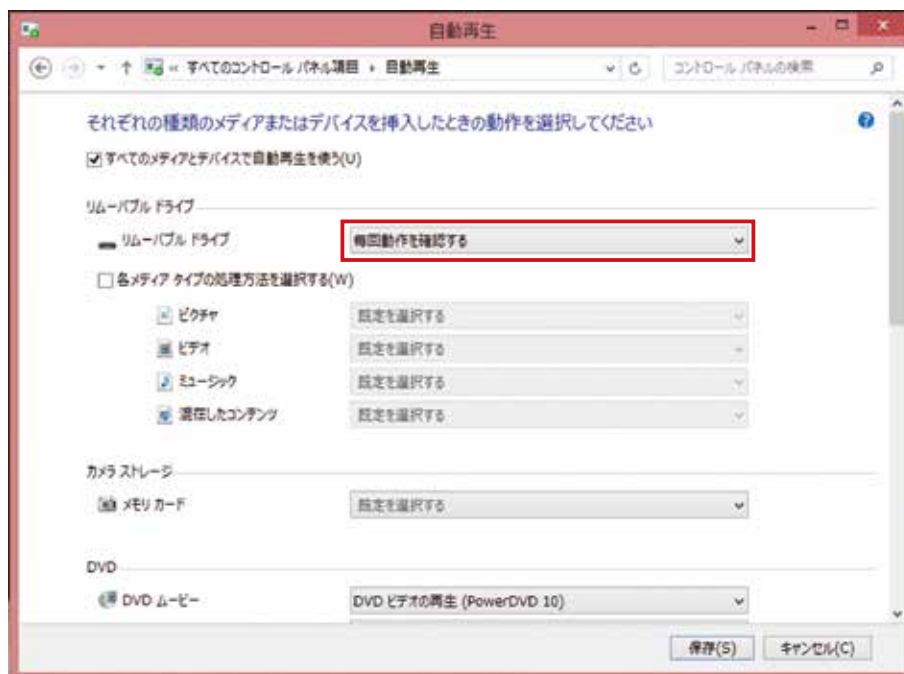 自動再生
« すべてのコントロール パネル項目 › 自動再生 コントロール パネルの検索
それぞれの種類のメディアまたはデバイスを挿入したときの動作を選択してください
すべてのメディアとデバイスで自動再生を使う(U)
リムーバブル ドライブ
リムーバブル ドライブ 毎回動作を確認する
各メディア タイプの処理方法を選択する(W)
ピクチャ 既定を選択する
ビデオ 既定を選択する
ミュージック 既定を選択する
混在したコンテンツ 既定を選択する
カメラ ストレージ
メモリ カード 既定を選択する
DVD
DVD ムービー DVD ビデオの再生 (PowerDVD 10)
保存(S) キャンセル(C)